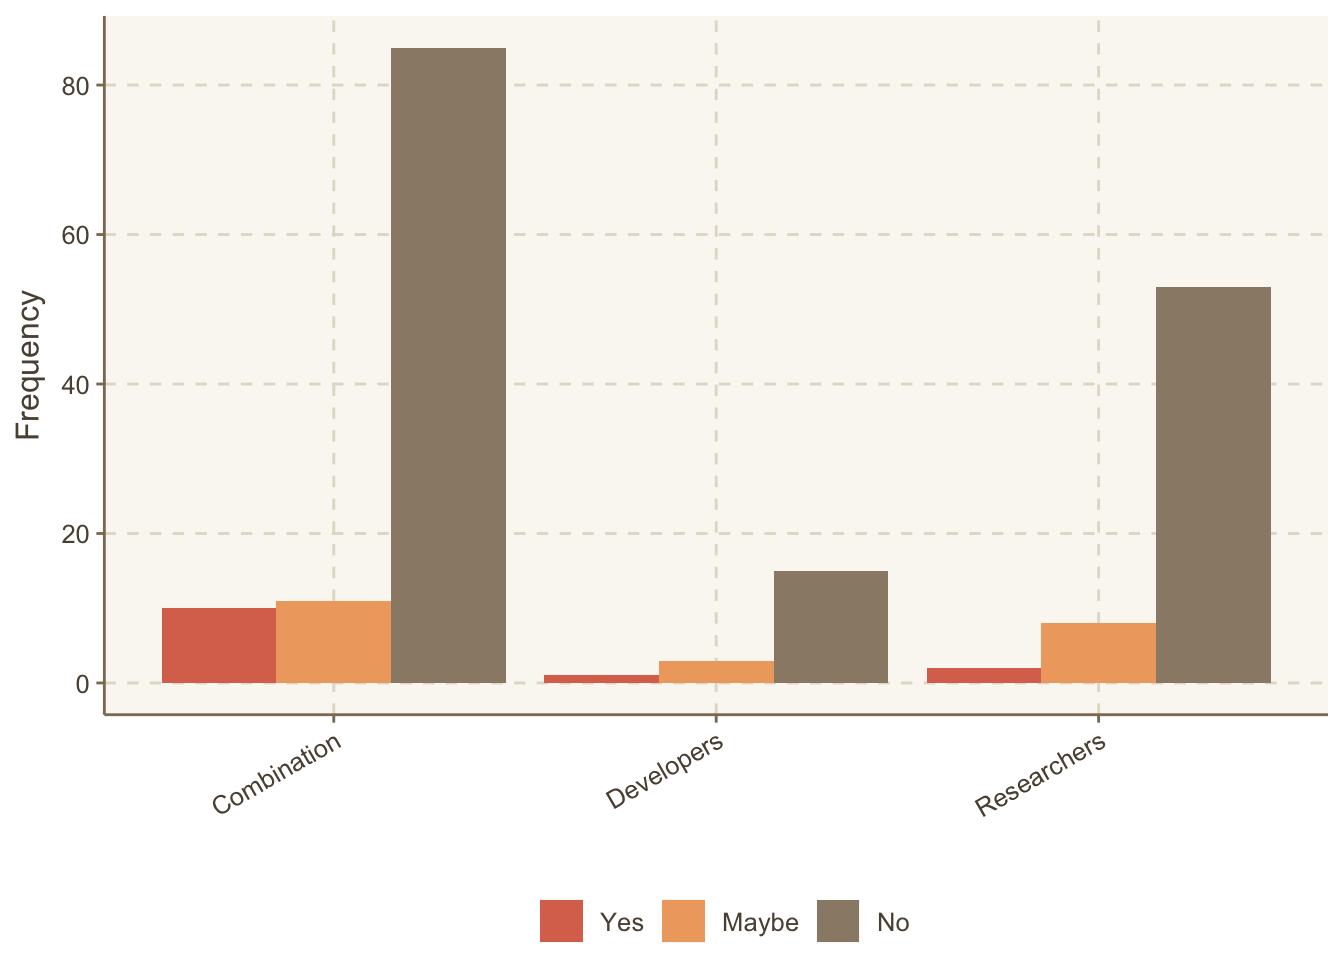 Frequency
80
60
40
20
0
Combination
Developers
Researchers
Yes Maybe No